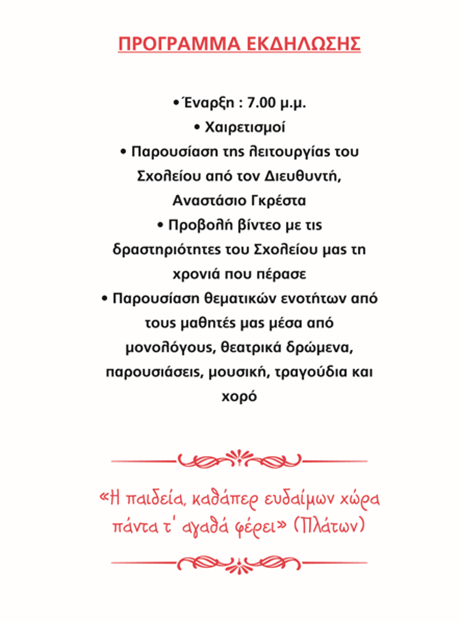 ΠΡΟΓΡΑΜΜΑ ΕΚΔΗΛΩΣΗΣ
• Έναρξη : 7.00 μ.μ.
• Χαιρετισμοί
• Παρουσίαση της λειτουργίας του
Σχολείου από τον Διευθυντή,
Αναστάσιο Γκρέστα
• Προβολή βίντεο με τις
δραστηριότητες του Σχολείου μας τη
χρονιά που πέρασε
• Παρουσίαση θεματικών ενοτήτων από
τους μαθητές μας μέσα από
μονολόγους, θεατρικά δρώμενα,
παρουσιάσεις, μουσική, τραγούδια και
χορό
«Η παιδεία, καθάπερ ευδαίμων χώρα
πάντα τ' αγαθά φέρει» (Πλάτων)